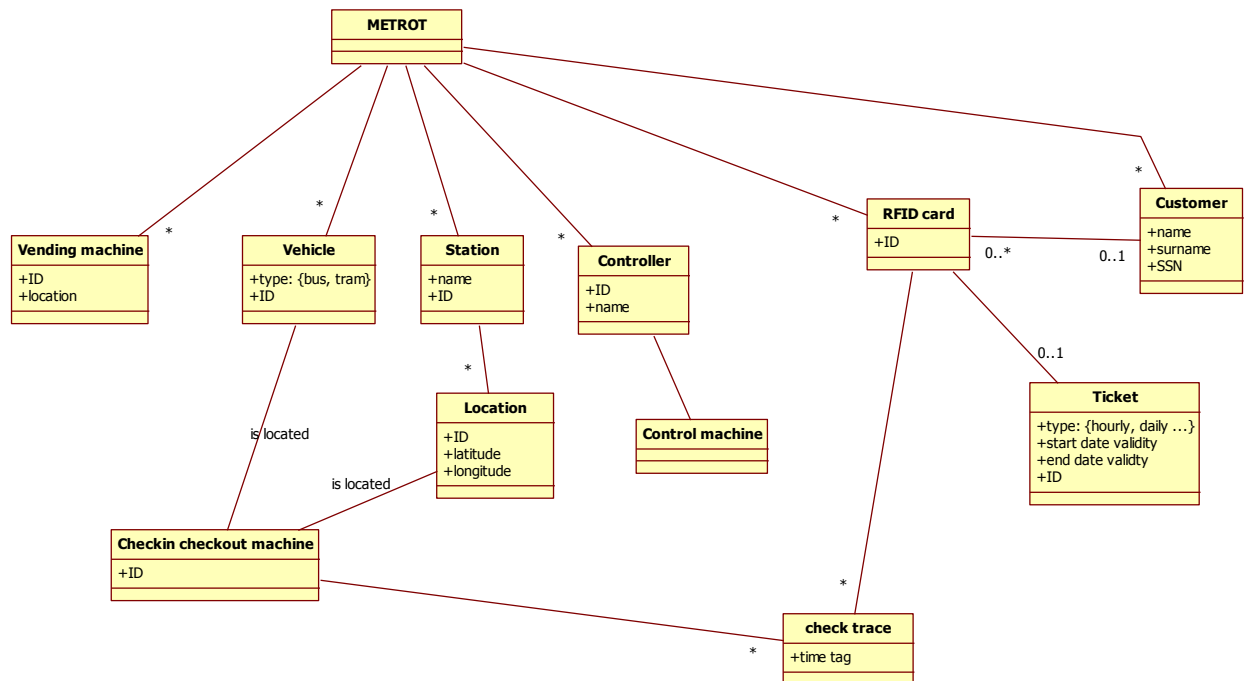 METROT
*
*
*
*
*
*
Vending machine
+ID
+location
Vehicle
+type: {bus, tram}
+ID
Station
+name
+ID
Controller
+ID
+name
RFID card
+ID
0..*
0..1
Customer
+name
+surname
+SSN
*
Location
+ID
+latitude
+longitude
Control machine
0..1
Ticket
+type: {hourly, daily ...}
+start date validity
+end date validty
+ID
is located
is located
Checkin checkout machine
+ID
*
*
check trace
+time tag